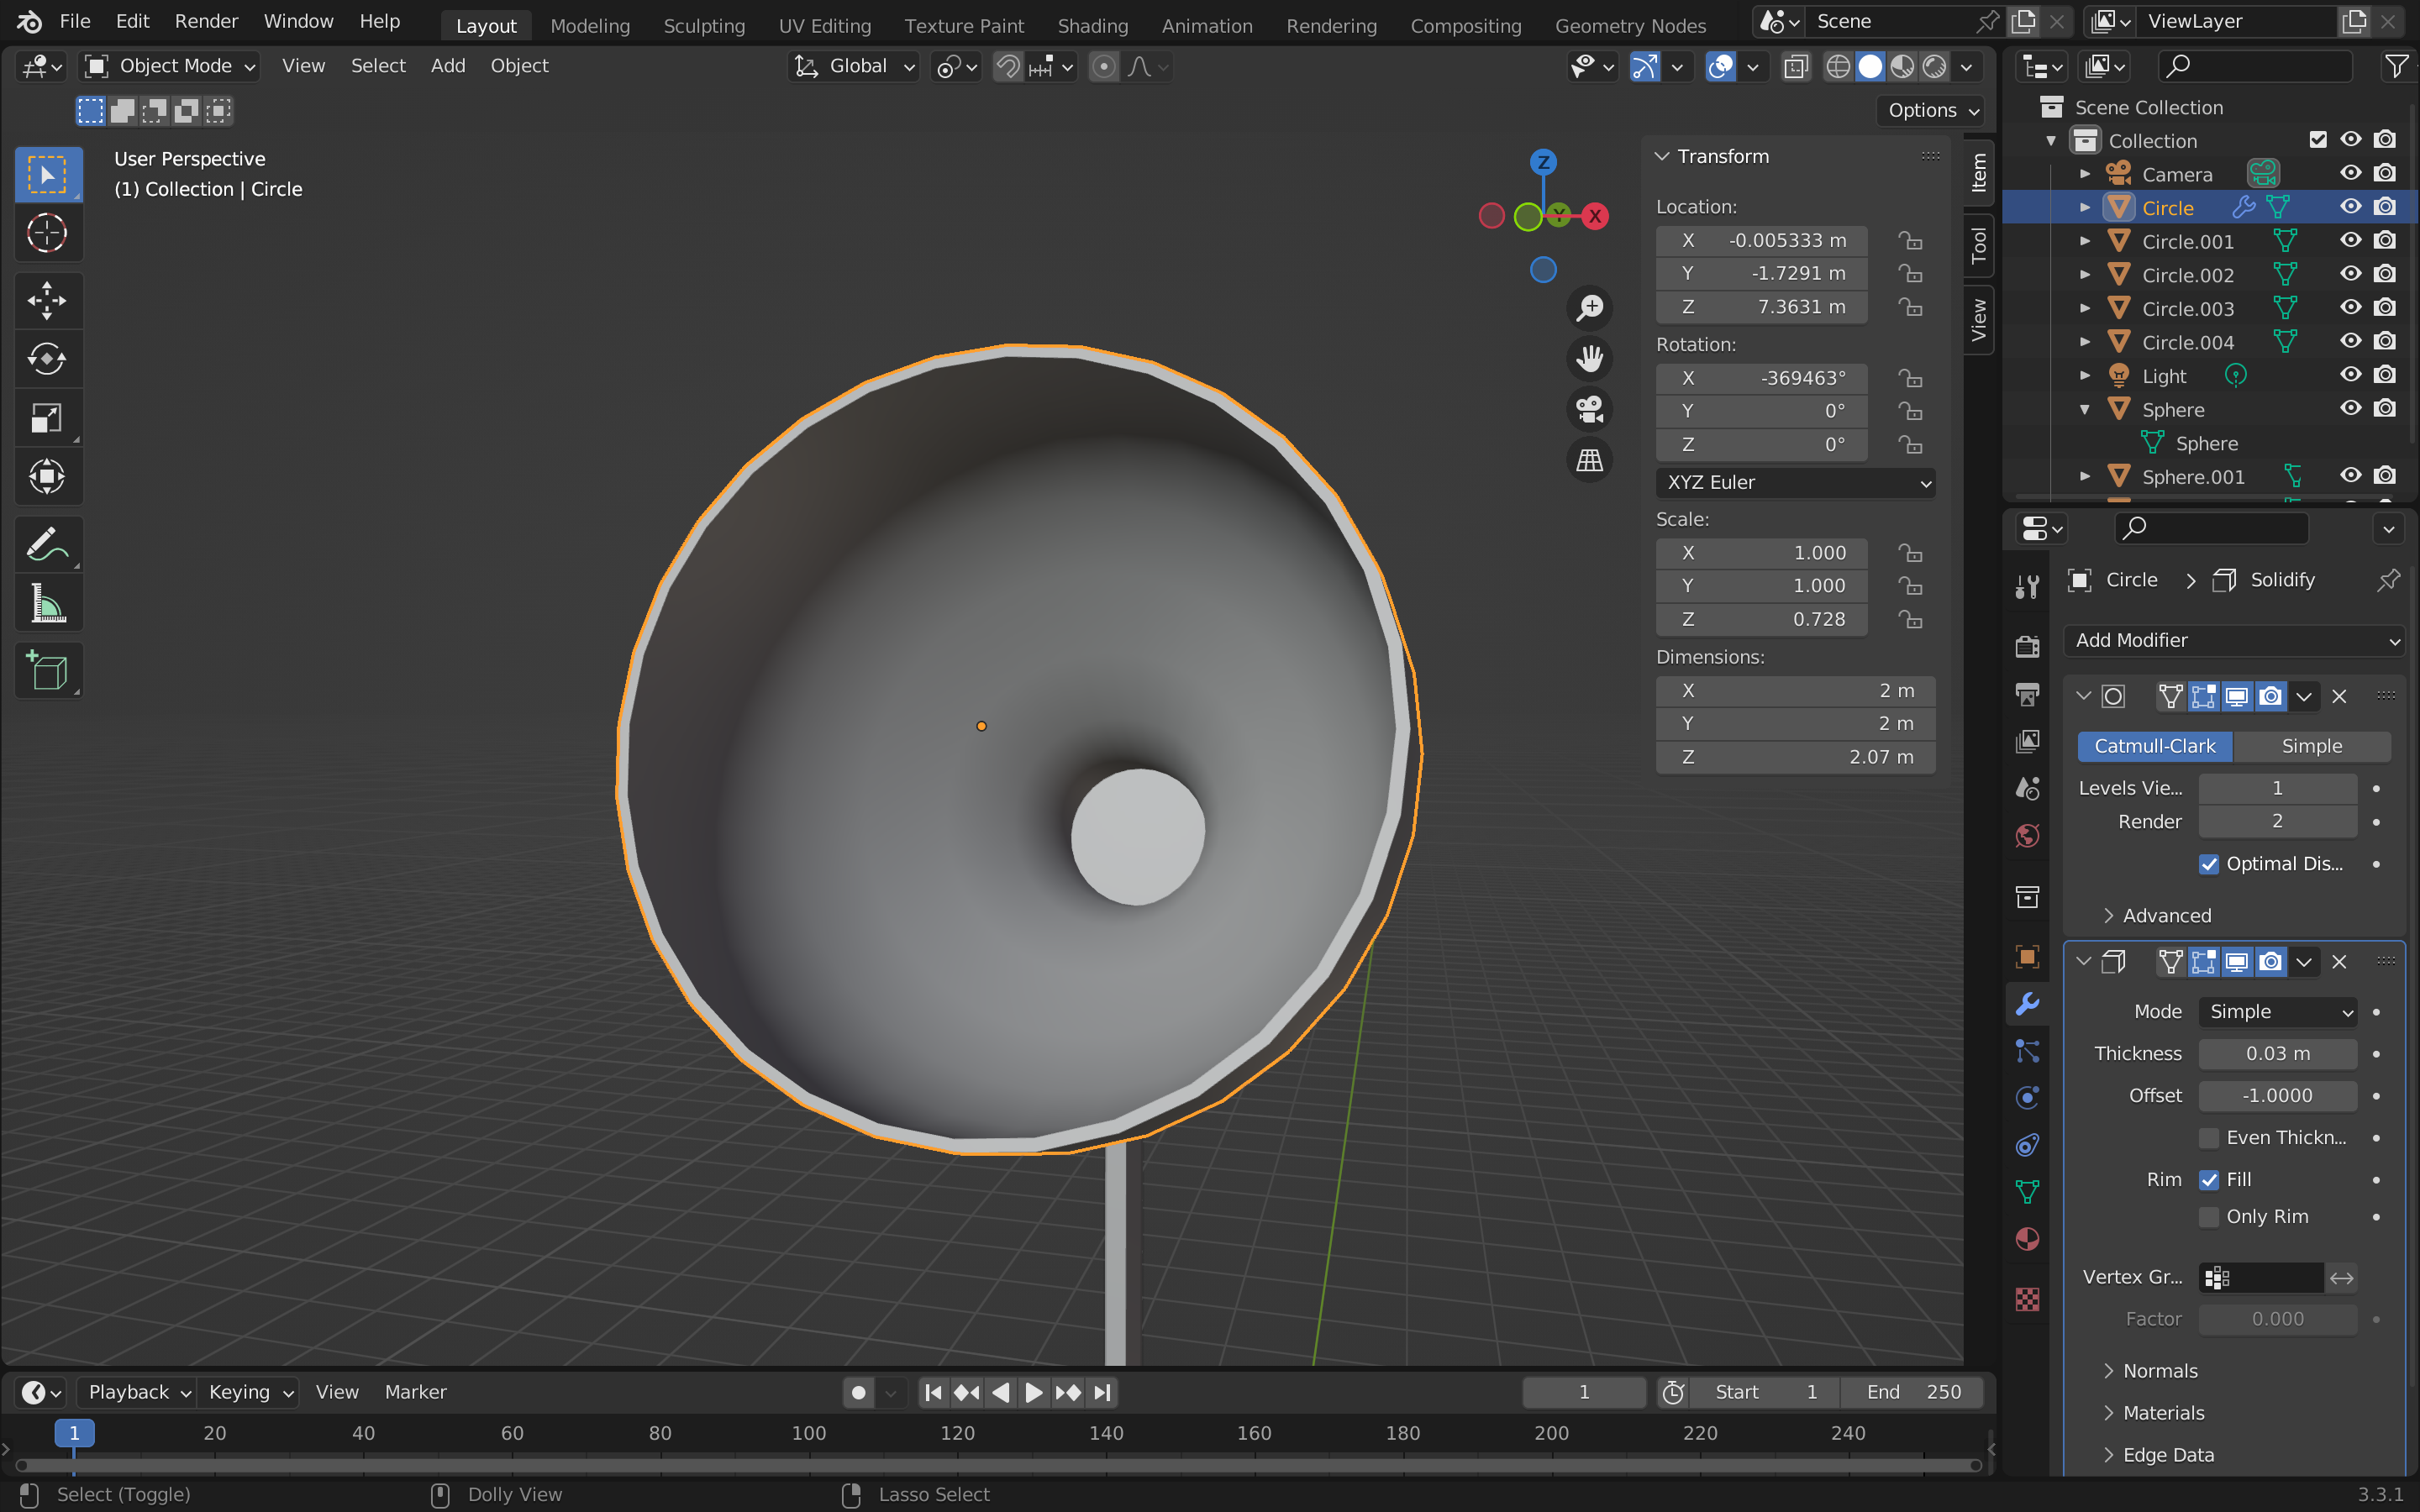 File Edit Render Window Help Layout Modeling Sculpting UV Editing Texture Paint Shading Animation Rendering Compositing Geometry Nodes Scene ViewLayer
Object Mode View Select Add Object Global
Options
User Perspective
(1) Collection | Circle
Z
Y
X
Transform
Location:
X -0.005333 m
Y -1.7291 m
Z 7.3631 m
Rotation:
X -369463°
Y 0°
Z 0°
XYZ Euler
Scale:
X 1.000
Y 1.000
Z 0.728
Dimensions:
X 2 m
Y 2 m
Z 2.07 m
Item
Tool
View
Scene Collection
Collection
Camera
Circle
Circle.001
Circle.002
Circle.003
Circle.004
Light
Sphere
Sphere
Sphere.001
Circle Solidify
Add Modifier
Catmull-Clark Simple
Levels Vie... 1
Render 2
Optimal Dis...
Advanced
Mode Simple
Thickness 0.03 m
Offset -1.0000
Even Thickn...
Rim Fill
Only Rim
Vertex Gr...
Factor 0.000
Normals
Materials
Edge Data
Playback Keying View Marker 1 Start 1 End 250
1 20 40 60 80 100 120 140 160 180 200 220 240
Select (Toggle) Dolly View Lasso Select 3.3.1